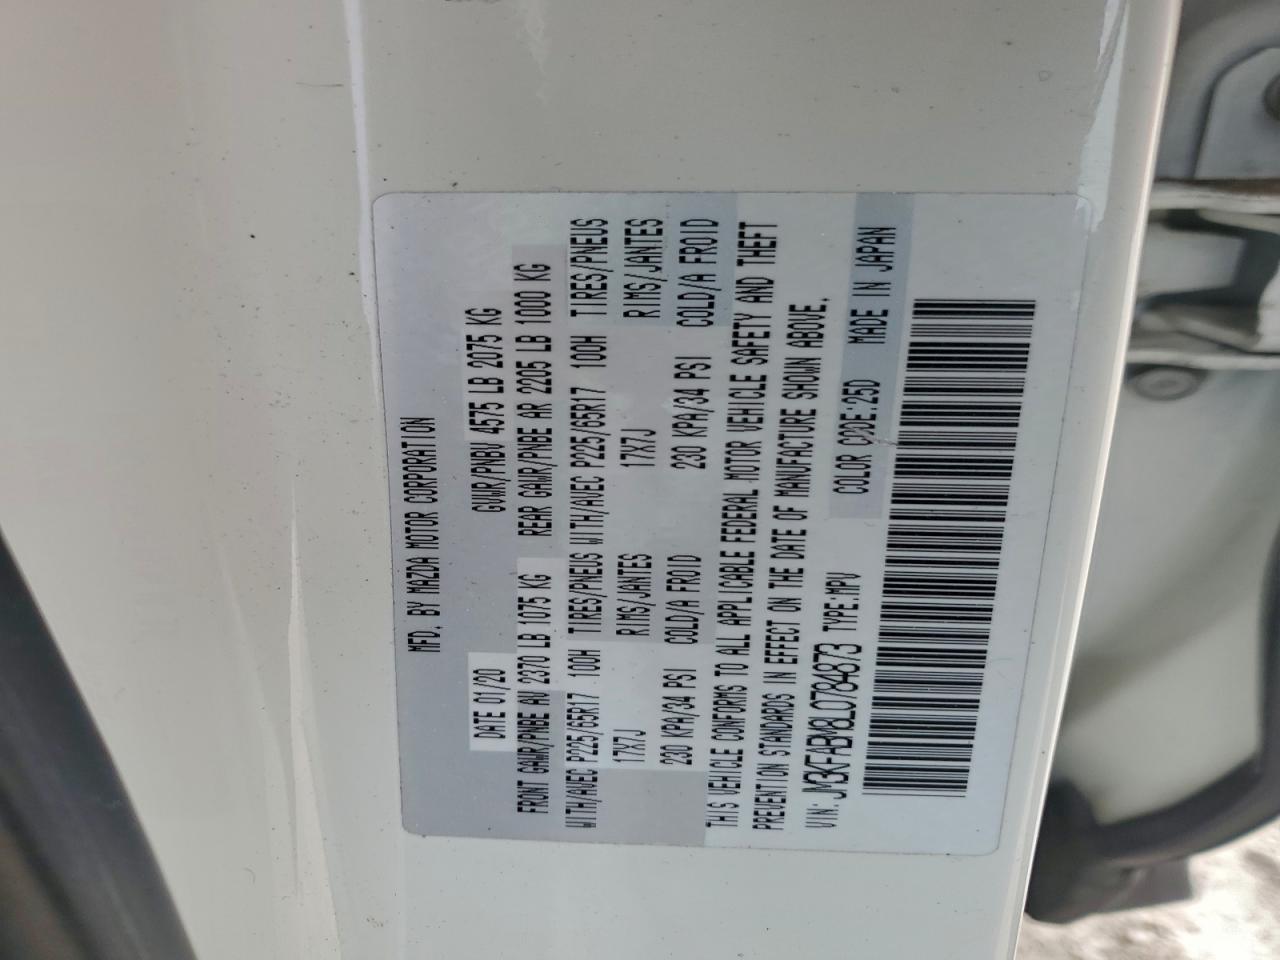 MFD. BY MAZDA MOTOR CORPORATION
DATE 01/20 GVWR/PNBV 4575 LB 2075 KG
FRONT GAWR/PNBE AV 2370 LB 1075 KG REAR GAWR/PNBE AR 2205 LB 1000 KG
WITH/AVEC P225/65R17 100H TIRES/PNEUS WITH/AVEC P225/65R17 100H TIRES/PNEUS
17X7J RIMS/JANTES 17X7J RIMS/JANTES
230 KPA/34 PSI COLD/A FROID 230 KPA/34 PSI COLD/A FROID
THIS VEHICLE CONFORMS TO ALL APPLICABLE FEDERAL MOTOR VEHICLE SAFETY AND THEFT
PREVENTION STANDARDS IN EFFECT ON THE DATE OF MANUFACTURE SHOWN ABOVE.
VIN: JM3KFABM8L0784873 TYPE:MPV COLOR CODE:25D MADE IN JAPAN